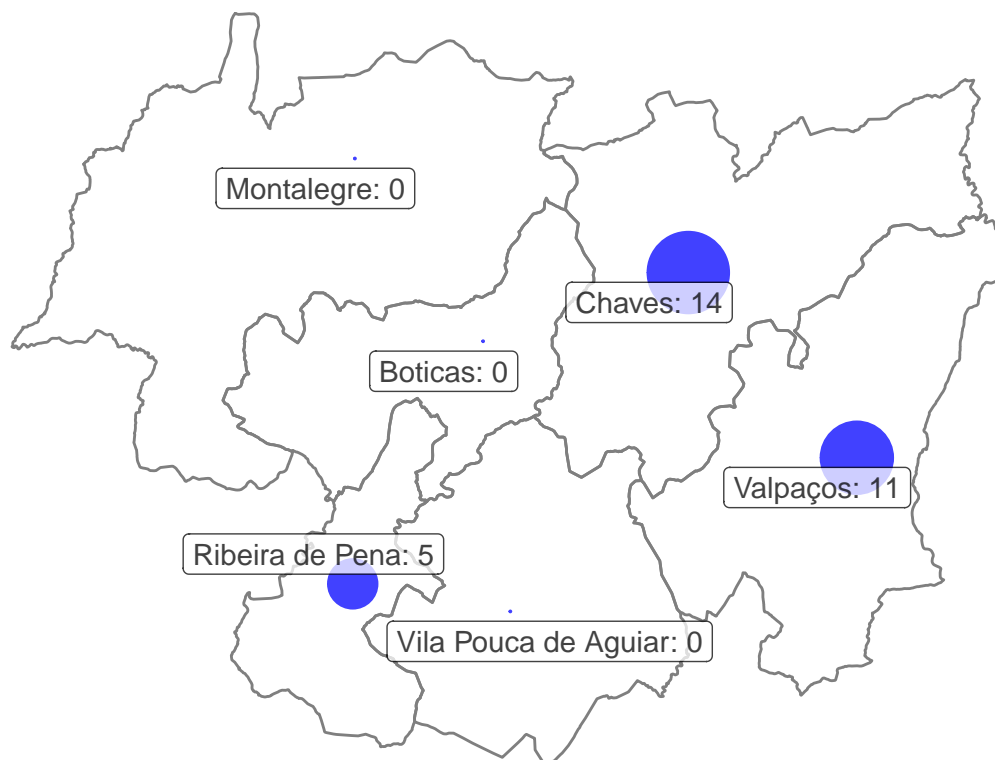 Montalegre: 0
Chaves: 14
Boticas: 0
Valpaços: 11
Ribeira de Pena: 5
Vila Pouca de Aguiar: 0